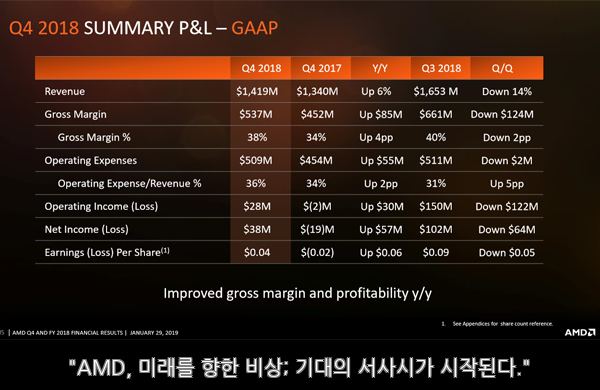 Q4 2018 SUMMARY P&L – GAAP
Q4 2018 Q4 2017 Y/Y Q3 2018 Q/Q
Revenue $1,419M $1,340M Up 6% $1,653 M Down 14%
Gross Margin $537M $452M Up $85M $661M Down $124M
Gross Margin % 38% 34% Up 4pp 40% Down 2pp
Operating Expenses $509M $454M Up $55M $511M Down $2M
Operating Expense/Revenue % 36% 34% Up 2pp 31% Up 5pp
Operating Income (Loss) $28M $(2)M Up $30M $150M Down $122M
Net Income (Loss) $38M $(19)M Up $57M $102M Down $64M
Earnings (Loss) Per Share(1) $0.04 $(0.02) Up $0.06 $0.09 Down $0.05
Improved gross margin and profitability y/y
1. See Appendices for share count reference.
AMD Q4 AND FY 2018 FINANCIAL RESULTS | JANUARY 29, 2019 AMD
"AMD, 미래를 향한 비상; 기대의 서사시가 시작된다."